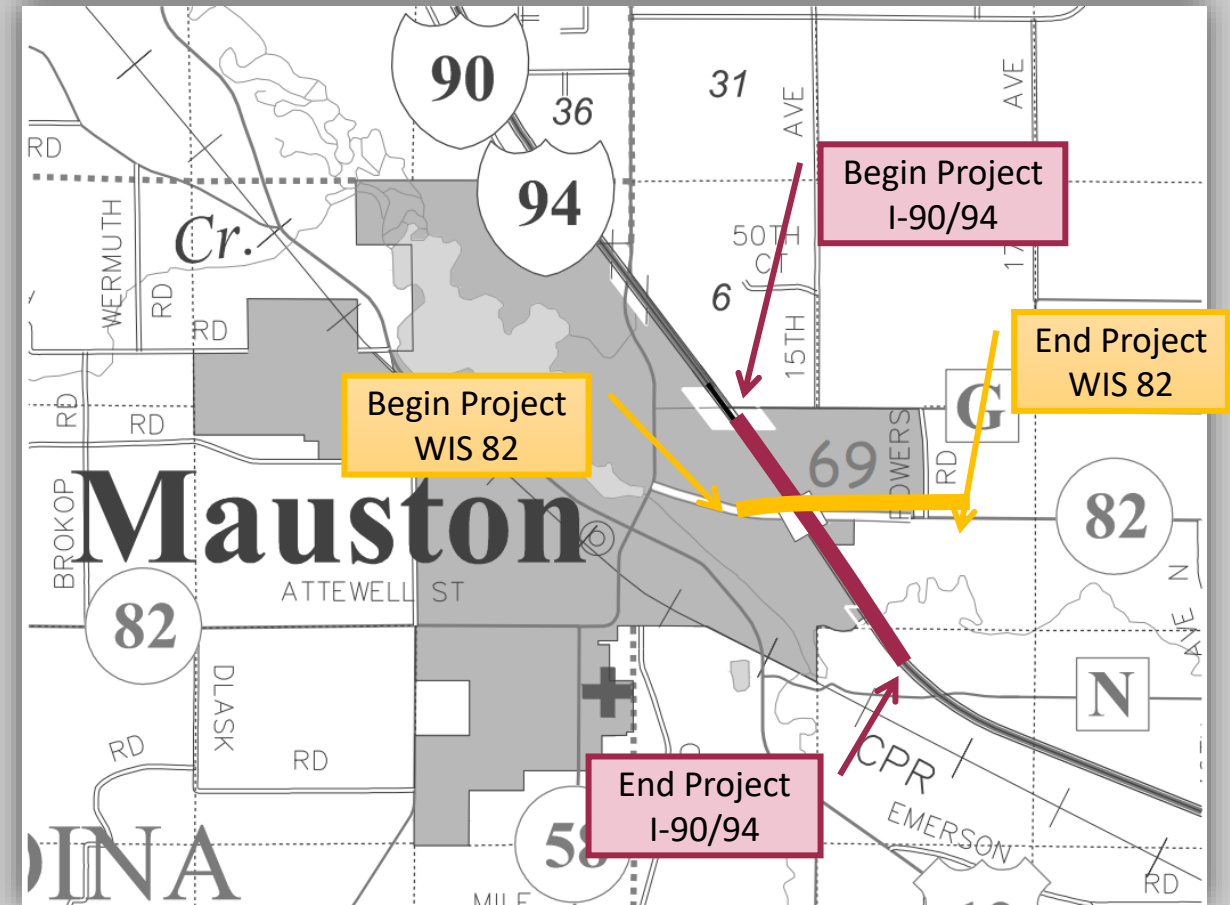 90
36
31
AVE
AVE
RD
94
Begin Project
I-90/94
WERMUTH
RD
Cr.
50TH
CT
6
15TH
RD
End Project
WIS 82
Begin Project
WIS 82
RD
RD
G
69
RD
BROKOP
Mauston
82
ATTEWELL ST
82
N
AVE
N
DLASK
RD
RD
CPR
End Project
I-90/94
EMERSON
58
DINA
MILE
RD